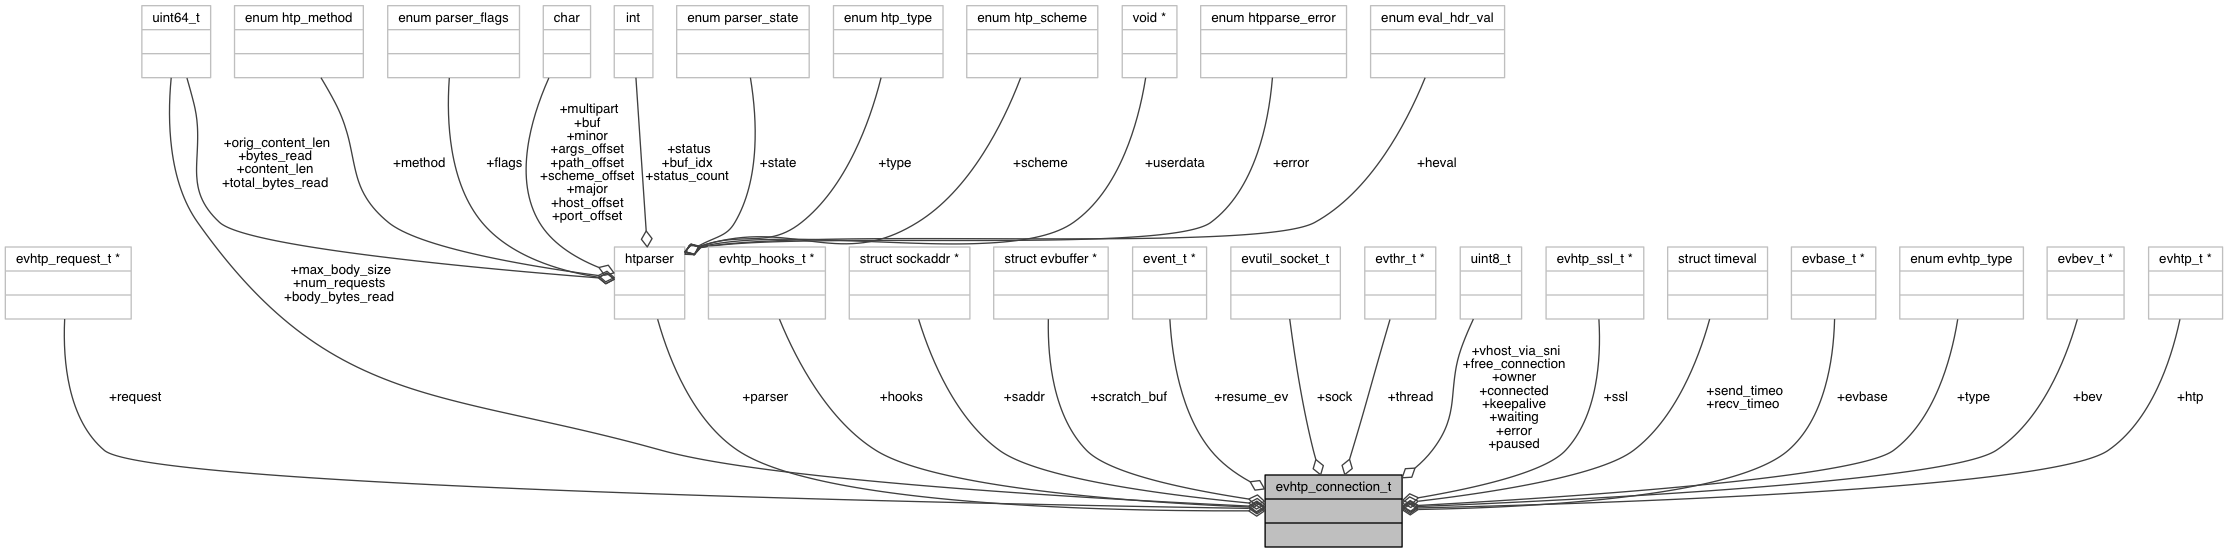 uint64_t
enum htp_method
enum parser_flags
char
int
enum parser_state
enum htp_type
enum htp_scheme
void *
enum htpparse_error
enum eval_hdr_val
+orig_content_len
+bytes_read
+content_len
+total_bytes_read
+method
+flags
+multipart
+buf
+minor
+args_offset
+path_offset
+scheme_offset
+major
+host_offset
+port_offset
+status
+buf_idx
+status_count
+state
+type
+scheme
+userdata
+error
+heval
evhtp_request_t *
+max_body_size
+num_requests
+body_bytes_read
htparser
evhtp_hooks_t *
struct sockaddr *
struct evbuffer *
event_t *
evutil_socket_t
evthr_t *
uint8_t
evhtp_ssl_t *
struct timeval
evbase_t *
enum evhtp_type
evbev_t *
evhtp_t *
+request
+parser
+hooks
+saddr
+scratch_buf
+resume_ev
+sock
+thread
+vhost_via_sni
+free_connection
+owner
+connected
+keepalive
+waiting
+error
+paused
+ssl
+send_timeo
+recv_timeo
+evbase
+type
+bev
+htp
evhtp_connection_t